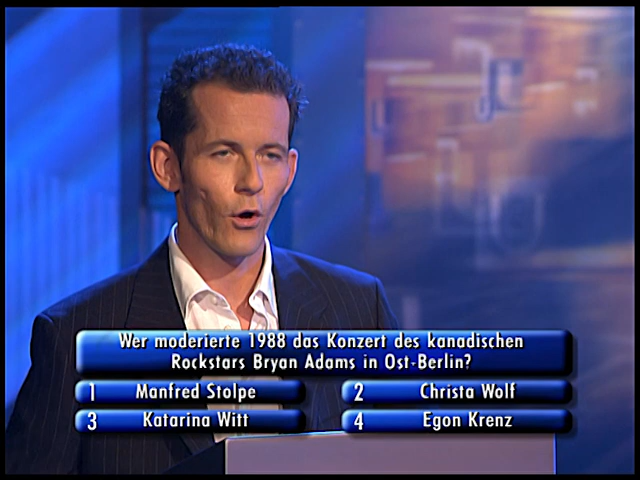 Wer moderierte 1988 das Konzert des kanadischen
Rockstars Bryan Adams in Ost-Berlin?
1 Manfred Stolpe
2 Christa Wolf
3 Katarina Witt
4 Egon Krenz